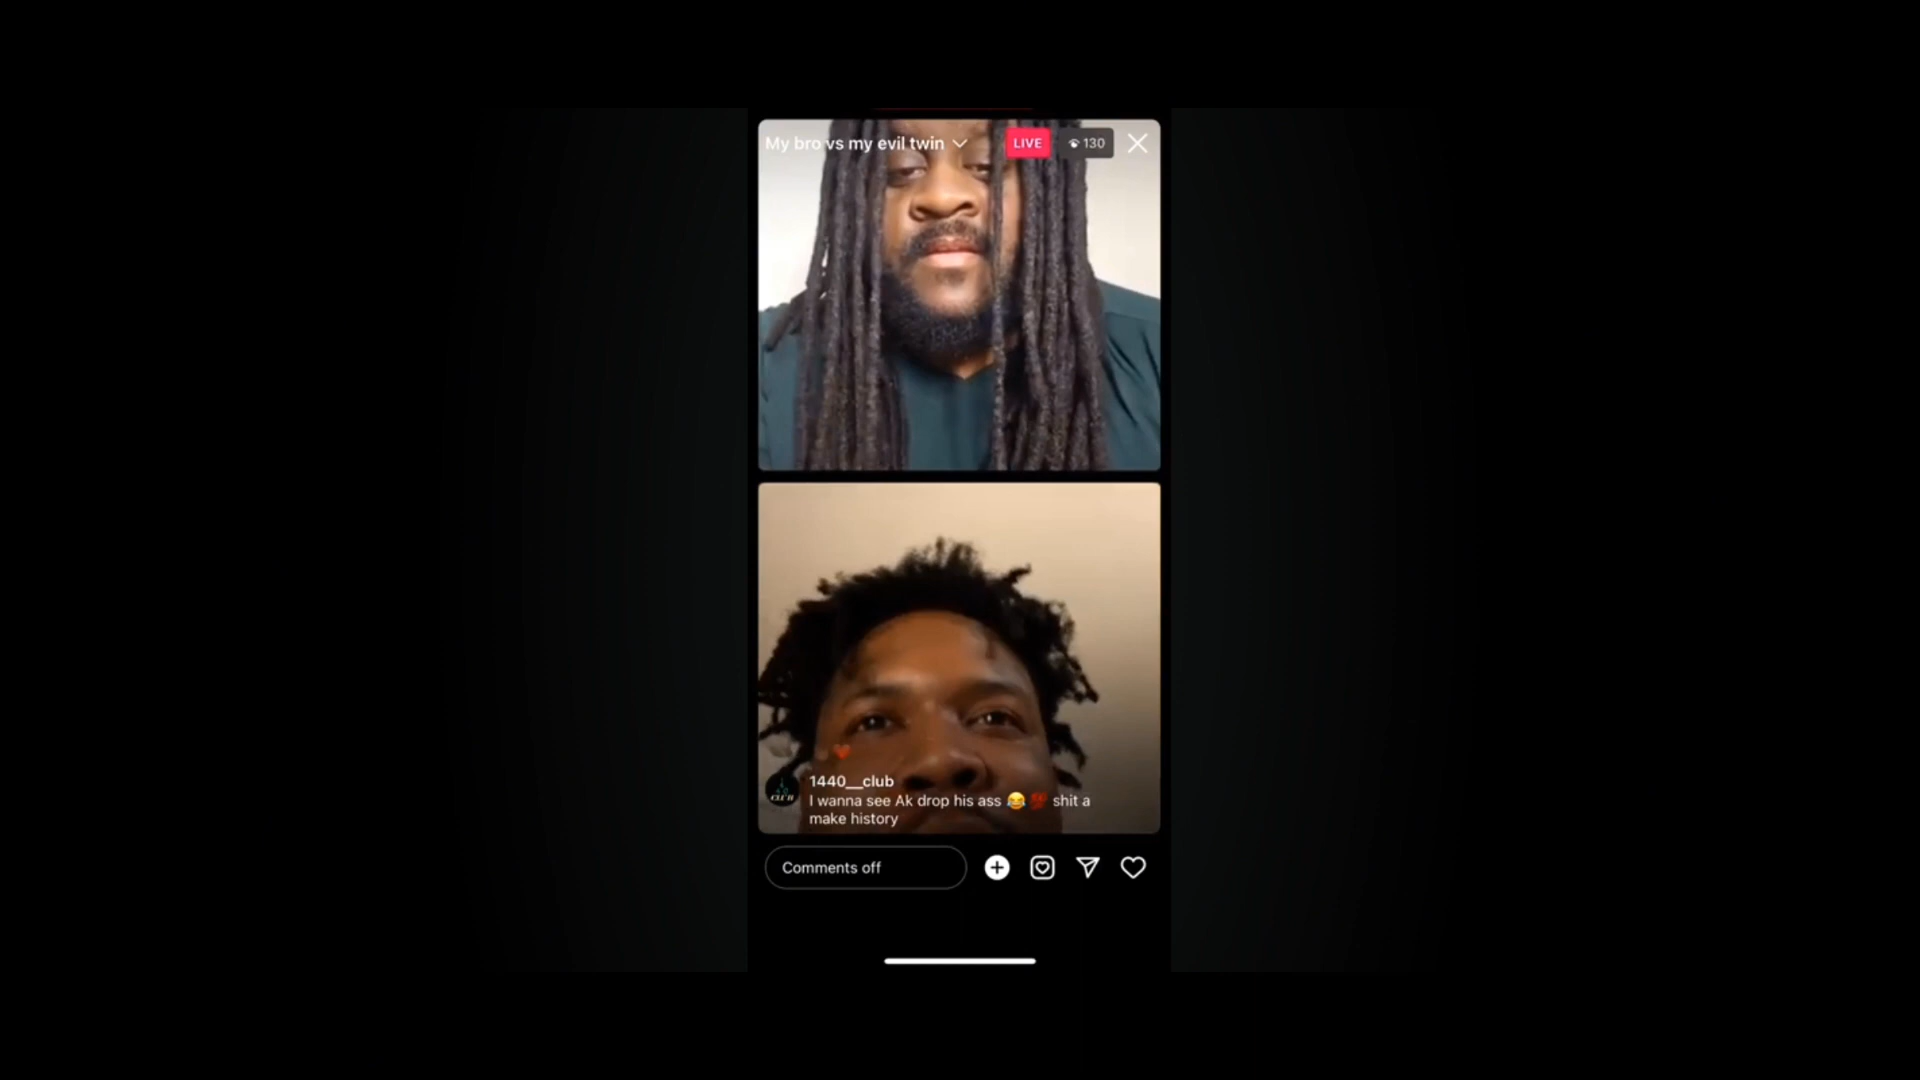 My bro vs my evil twin
LIVE
130
1440__club
I wanna see Ak drop his ass 😂 💯 shit a
make history
Comments off